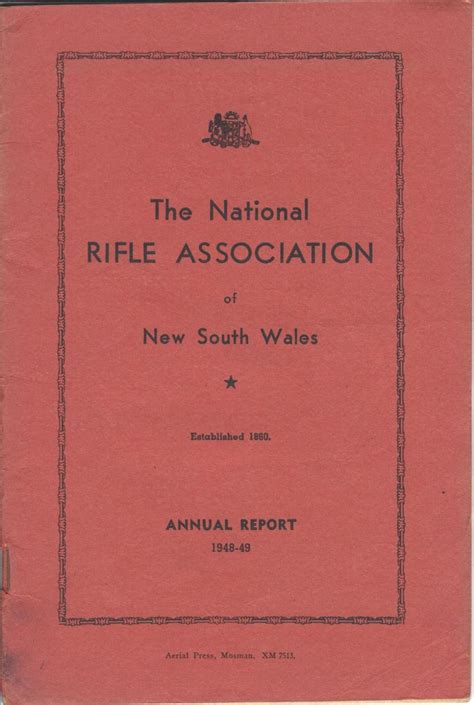 The National
RIFLE ASSOCIATION
of
New South Wales
Established 1860.
ANNUAL REPORT
1948-49
Aerial Press, Mosman. XM 7513.